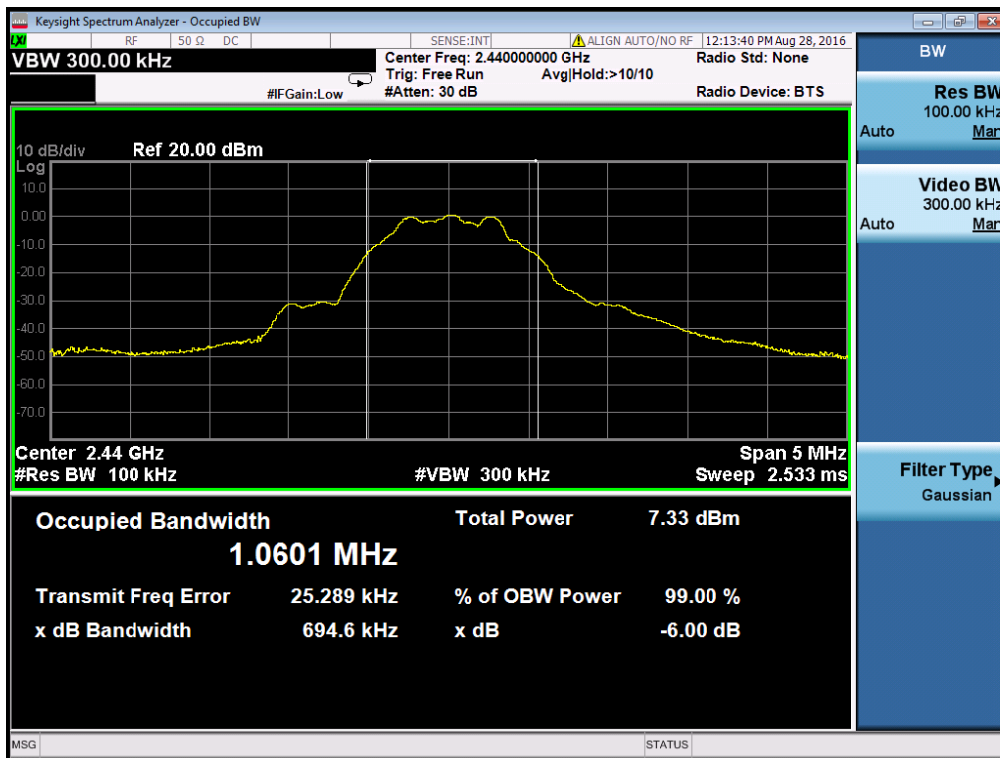 Keysight Spectrum Analyzer - Occupied BW
LXI RF 50 Ω DC SENSE:INT ALIGN AUTO/NO RF 12:13:40 PM Aug 28, 2016
VBW 300.00 kHz
Center Freq: 2.440000000 GHz Radio Std: None
Trig: Free Run Avg|Hold:>10/10
#IFGain:Low #Atten: 30 dB Radio Device: BTS
10 dB/div Ref 20.00 dBm
Log
10.0
0.00
-10.0
-20.0
-30.0
-40.0
-50.0
-60.0
-70.0
Center 2.44 GHz Span 5 MHz
#Res BW 100 kHz #VBW 300 kHz Sweep 2.533 ms
Occupied Bandwidth Total Power 7.33 dBm
1.0601 MHz
Transmit Freq Error 25.289 kHz % of OBW Power 99.00 %
x dB Bandwidth 694.6 kHz x dB -6.00 dB
MSG STATUS
BW
Res BW
100.00 kHz
Auto Man
Video BW
300.00 kHz
Auto Man
Filter Type
Gaussian